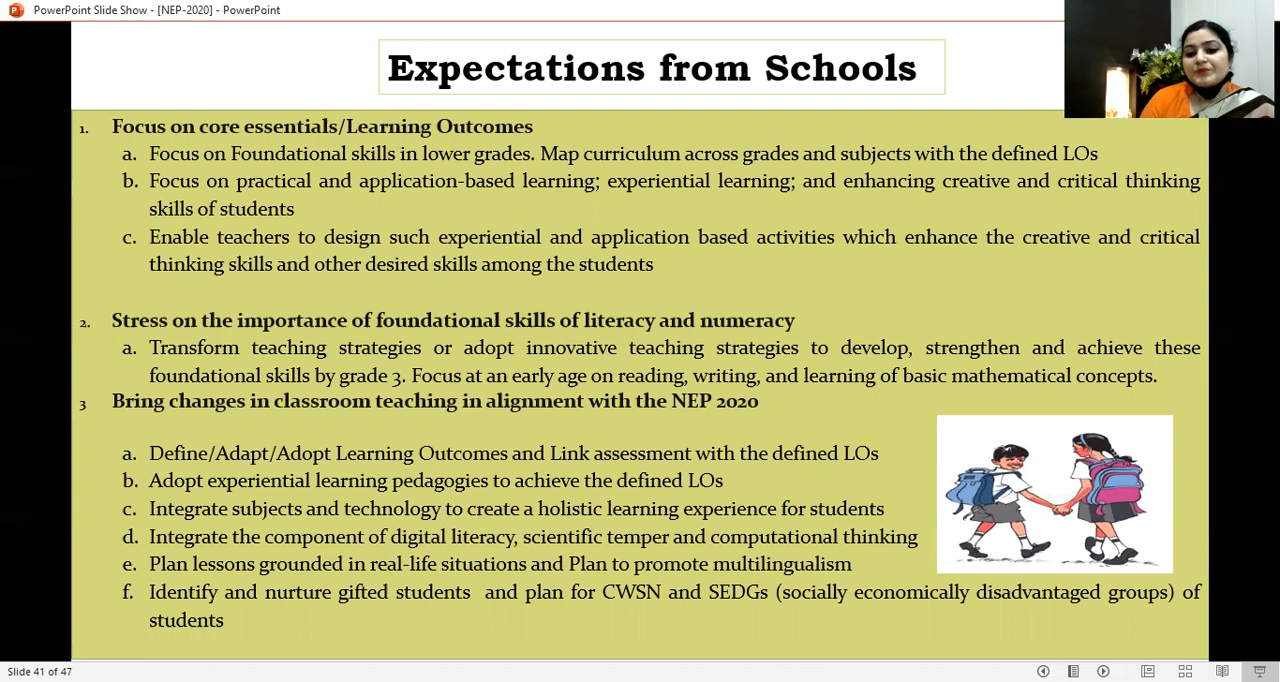 PowerPoint Slide Show - [NEP-2020] - PowerPoint
Expectations from Schools
1. Focus on core essentials/Learning Outcomes
a. Focus on Foundational skills in lower grades. Map curriculum across grades and subjects with the defined LOs
b. Focus on practical and application-based learning; experiential learning; and enhancing creative and critical thinking
skills of students
c. Enable teachers to design such experiential and application based activities which enhance the creative and critical
thinking skills and other desired skills among the students
2. Stress on the importance of foundational skills of literacy and numeracy
a. Transform teaching strategies or adopt innovative teaching strategies to develop, strengthen and achieve these
foundational skills by grade 3. Focus at an early age on reading, writing, and learning of basic mathematical concepts.
3 Bring changes in classroom teaching in alignment with the NEP 2020
a. Define/Adapt/Adopt Learning Outcomes and Link assessment with the defined LOs
b. Adopt experiential learning pedagogies to achieve the defined LOs
c. Integrate subjects and technology to create a holistic learning experience for students
d. Integrate the component of digital literacy, scientific temper and computational thinking
e. Plan lessons grounded in real-life situations and Plan to promote multilingualism
f. Identify and nurture gifted students and plan for CWSN and SEDGs (socially economically disadvantaged groups) of
students
Slide 41 of 47